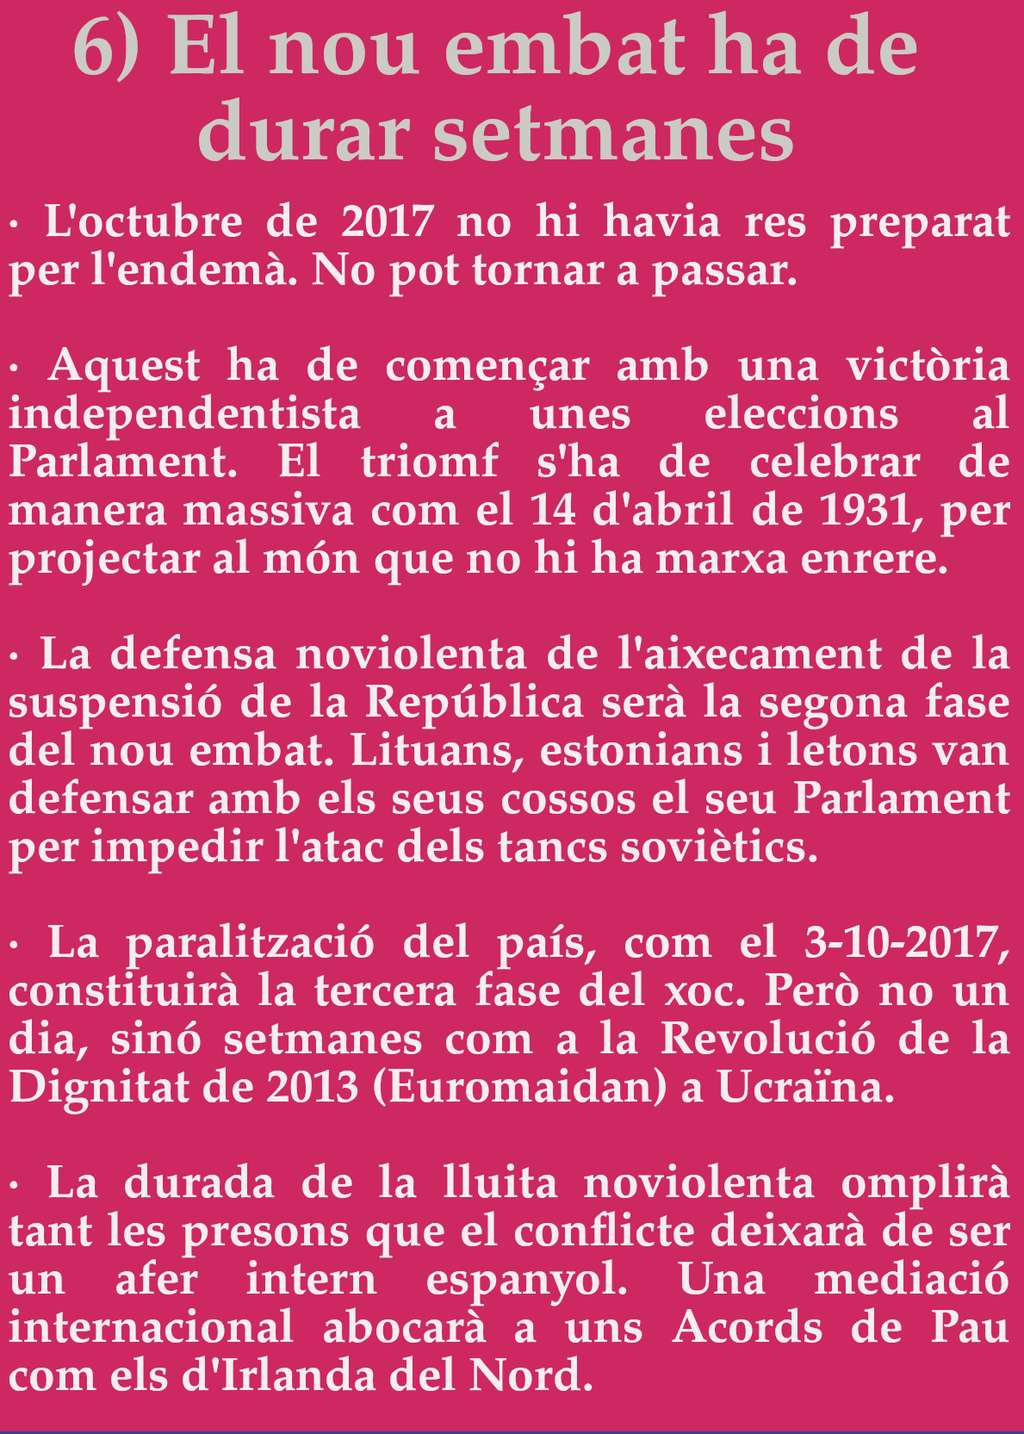 6) El nou embat ha de
durar setmanes
· L'octubre de 2017 no hi havia res preparat
per l'endemà. No pot tornar a passar.
· Aquest ha de començar amb una victòria
independentista a unes eleccions al
Parlament. El triomf s'ha de celebrar de
manera massiva com el 14 d'abril de 1931, per
projectar al món que no hi ha marxa enrere.
· La defensa noviolenta de l'aixecament de la
suspensió de la República serà la segona fase
del nou embat. Lituans, estonians i letons van
defensar amb els seus cossos el seu Parlament
per impedir l'atac dels tancs soviètics.
· La paralització del país, com el 3-10-2017,
constituirà la tercera fase del xoc. Però no un
dia, sinó setmanes com a la Revolució de la
Dignitat de 2013 (Euromaidan) a Ucraïna.
· La durada de la lluita noviolenta omplirà
tant les presons que el conflicte deixarà de ser
un afer intern espanyol. Una mediació
internacional abocarà a uns Acords de Pau
com els d'Irlanda del Nord.